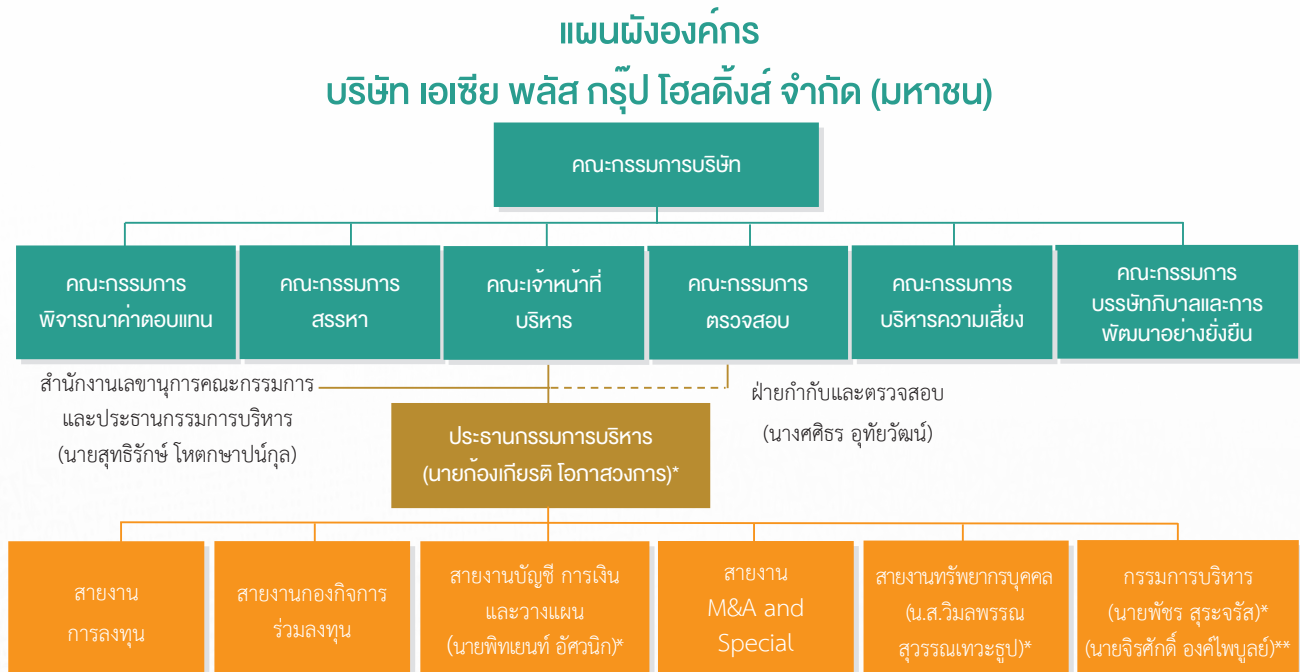 แผนผังองค์กร
บริษัท เอเซีย พลัส กรุ๊ป โฮลดิ้งส์ จำกัด (มหาชน)
คณะกรรมการบริษัท
คณะกรรมการ
พิจารณาค่าตอบแทน
คณะกรรมการ
สรรหา
คณะเจ้าหน้าที่
บริหาร
คณะกรรมการ
ตรวจสอบ
คณะกรรมการ
บริหารความเสี่ยง
คณะกรรมการ
บรรษัทภิบาลและการ
พัฒนาอย่างยั่งยืน
สำนักงานเลขานุการคณะกรรมการ
และประธานกรรมการบริหาร
(นายสุทธิรักษ์ โหตกษาปน์กุล)
ฝ่ายกำกับและตรวจสอบ
(นางศศิธร อุทัยวัฒน์)
ประธานกรรมการบริหาร
(นายก้องเกียรติ โอภาสวงการ)*
สายงาน
การลงทุน
สายงานกองกิจการ
ร่วมลงทุน
สายงานบัญชี การเงิน
และวางแผน
(นายพิทเยนท์ อัศวนิก)*
สายงาน
M&A and
Special
สายงานทรัพยากรบุคคล
(น.ส.วิมลพรรณ
สุวรรณเทวะธูป)*
กรรมการบริหาร
(นายพัชร สุระจรัส)*
(นายจิรศักดิ์ องค์ไพบูลย์)**